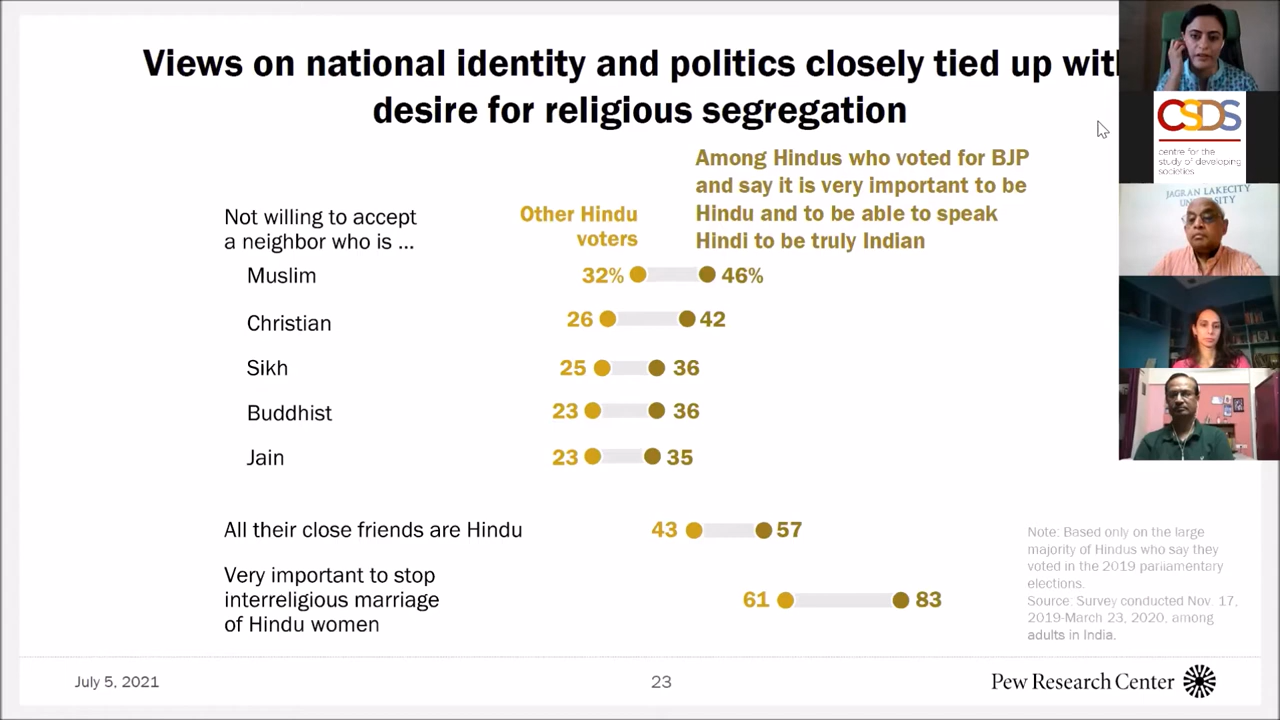 Views on national identity and politics closely tied up with
desire for religious segregation
Among Hindus who voted for BJP
and say it is very important to be
Hindu and to be able to speak
Hindi to be truly Indian
Other Hindu
voters
Not willing to accept
a neighbor who is ...
Muslim 32% 46%
Christian 26 42
Sikh 25 36
Buddhist 23 36
Jain 23 35
All their close friends are Hindu 43 57
Very important to stop
interreligious marriage
of Hindu women
61 83
Note: Based only on the large
majority of Hindus who say they
voted in the 2019 parliamentary
elections.
Source: Survey conducted Nov. 17,
2019-March 23, 2020, among
adults in India.
July 5, 2021
23
Pew Research Center
CSDS
centre for the
study of developing
societies
JAGRAN LAKECITY